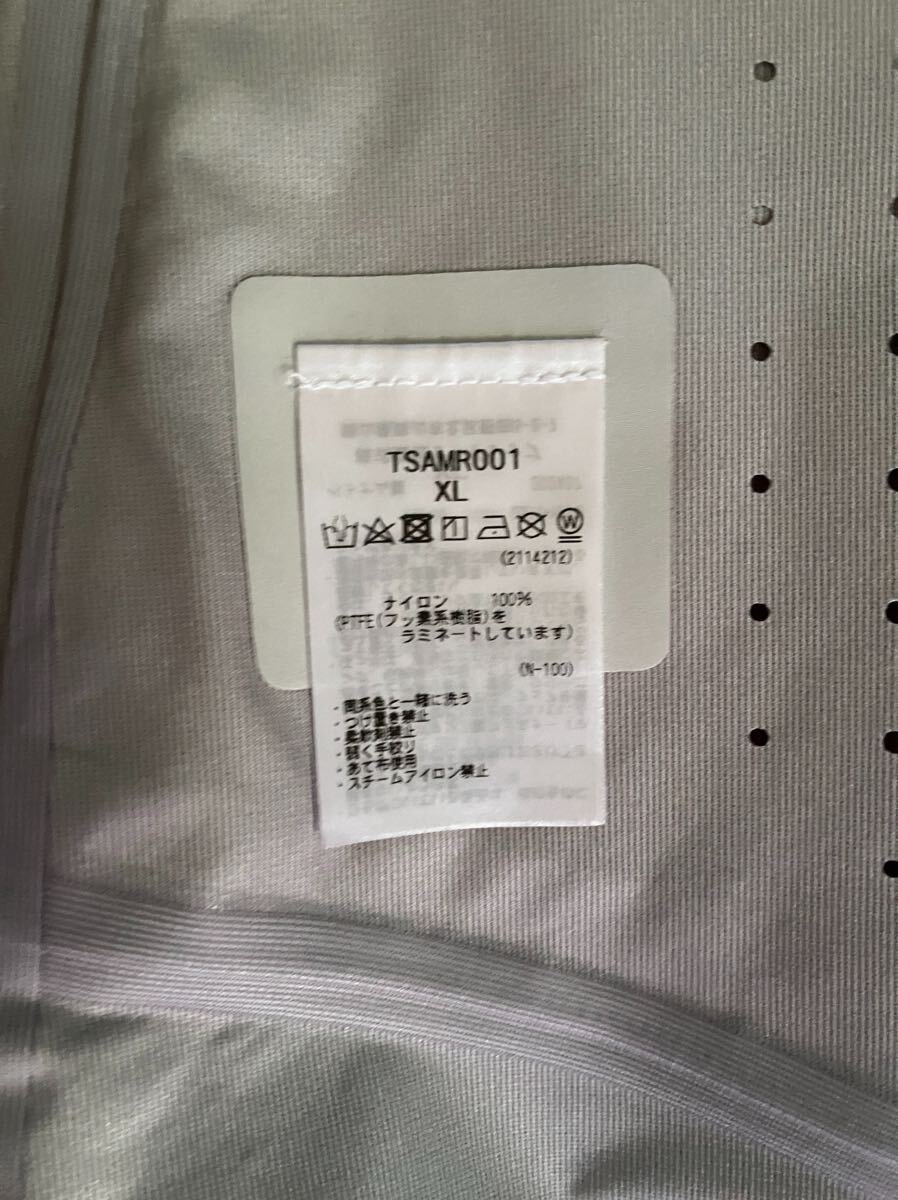 TSAMR001
XL
W
(2114212)
ナイロン 100%
(PTFE(フッ素系樹脂)を
ラミネートしています)
(N-100)
・同系色と一緒に洗う
・つけ置き禁止
・柔軟剤禁止
・弱く手絞り
・あて布使用
・スチームアイロン禁止